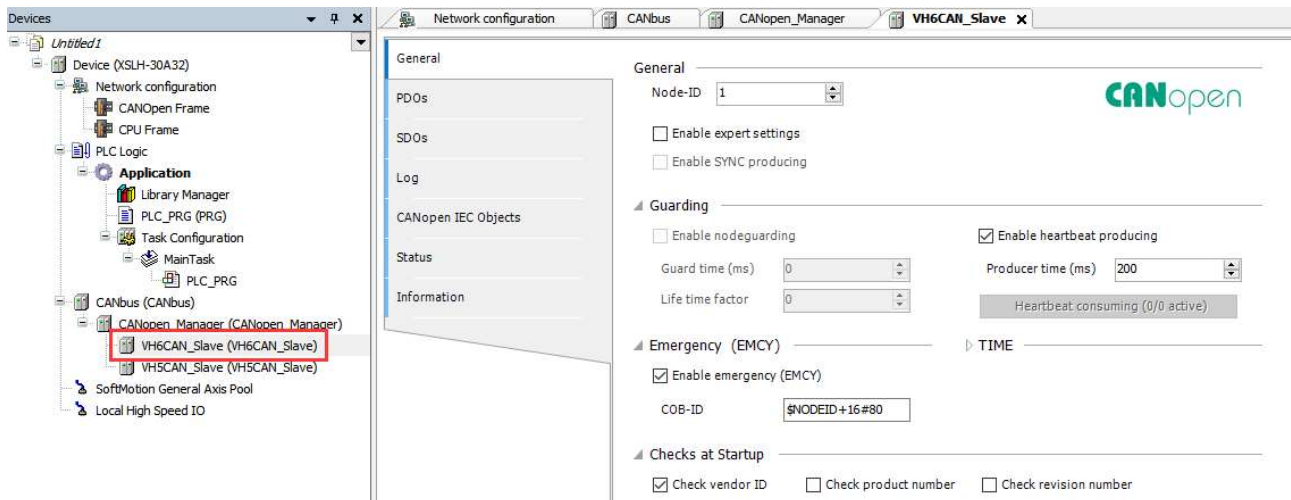 Devices
Untitled1
Device (XSLH-30A32)
Network configuration
CANOpen Frame
CPU Frame
PLC Logic
Application
Library Manager
PLC_PRG (PRG)
Task Configuration
MainTask
PLC_PRG
CANbus (CANbus)
CANopen_Manager (CANopen_Manager)
VH6CAN_Slave (VH6CAN_Slave)
VH5CAN_Slave (VH5CAN_Slave)
SoftMotion General Axis Pool
Local High Speed IO
Network configuration CANbus CANopen_Manager VH6CAN_Slave
General
PDOs
SDOs
Log
CANopen IEC Objects
Status
Information
General
Node-ID 1
CANopen
Enable expert settings
Enable SYNC producing
Guarding
Enable nodeguarding Enable heartbeat producing
Guard time (ms) 0 Producer time (ms) 200
Life time factor 0 Heartbeat consuming (0/0 active)
Emergency (EMCY) TIME
Enable emergency (EMCY)
COB-ID $NODEID+16#80
Checks at Startup
Check vendor ID Check product number Check revision number